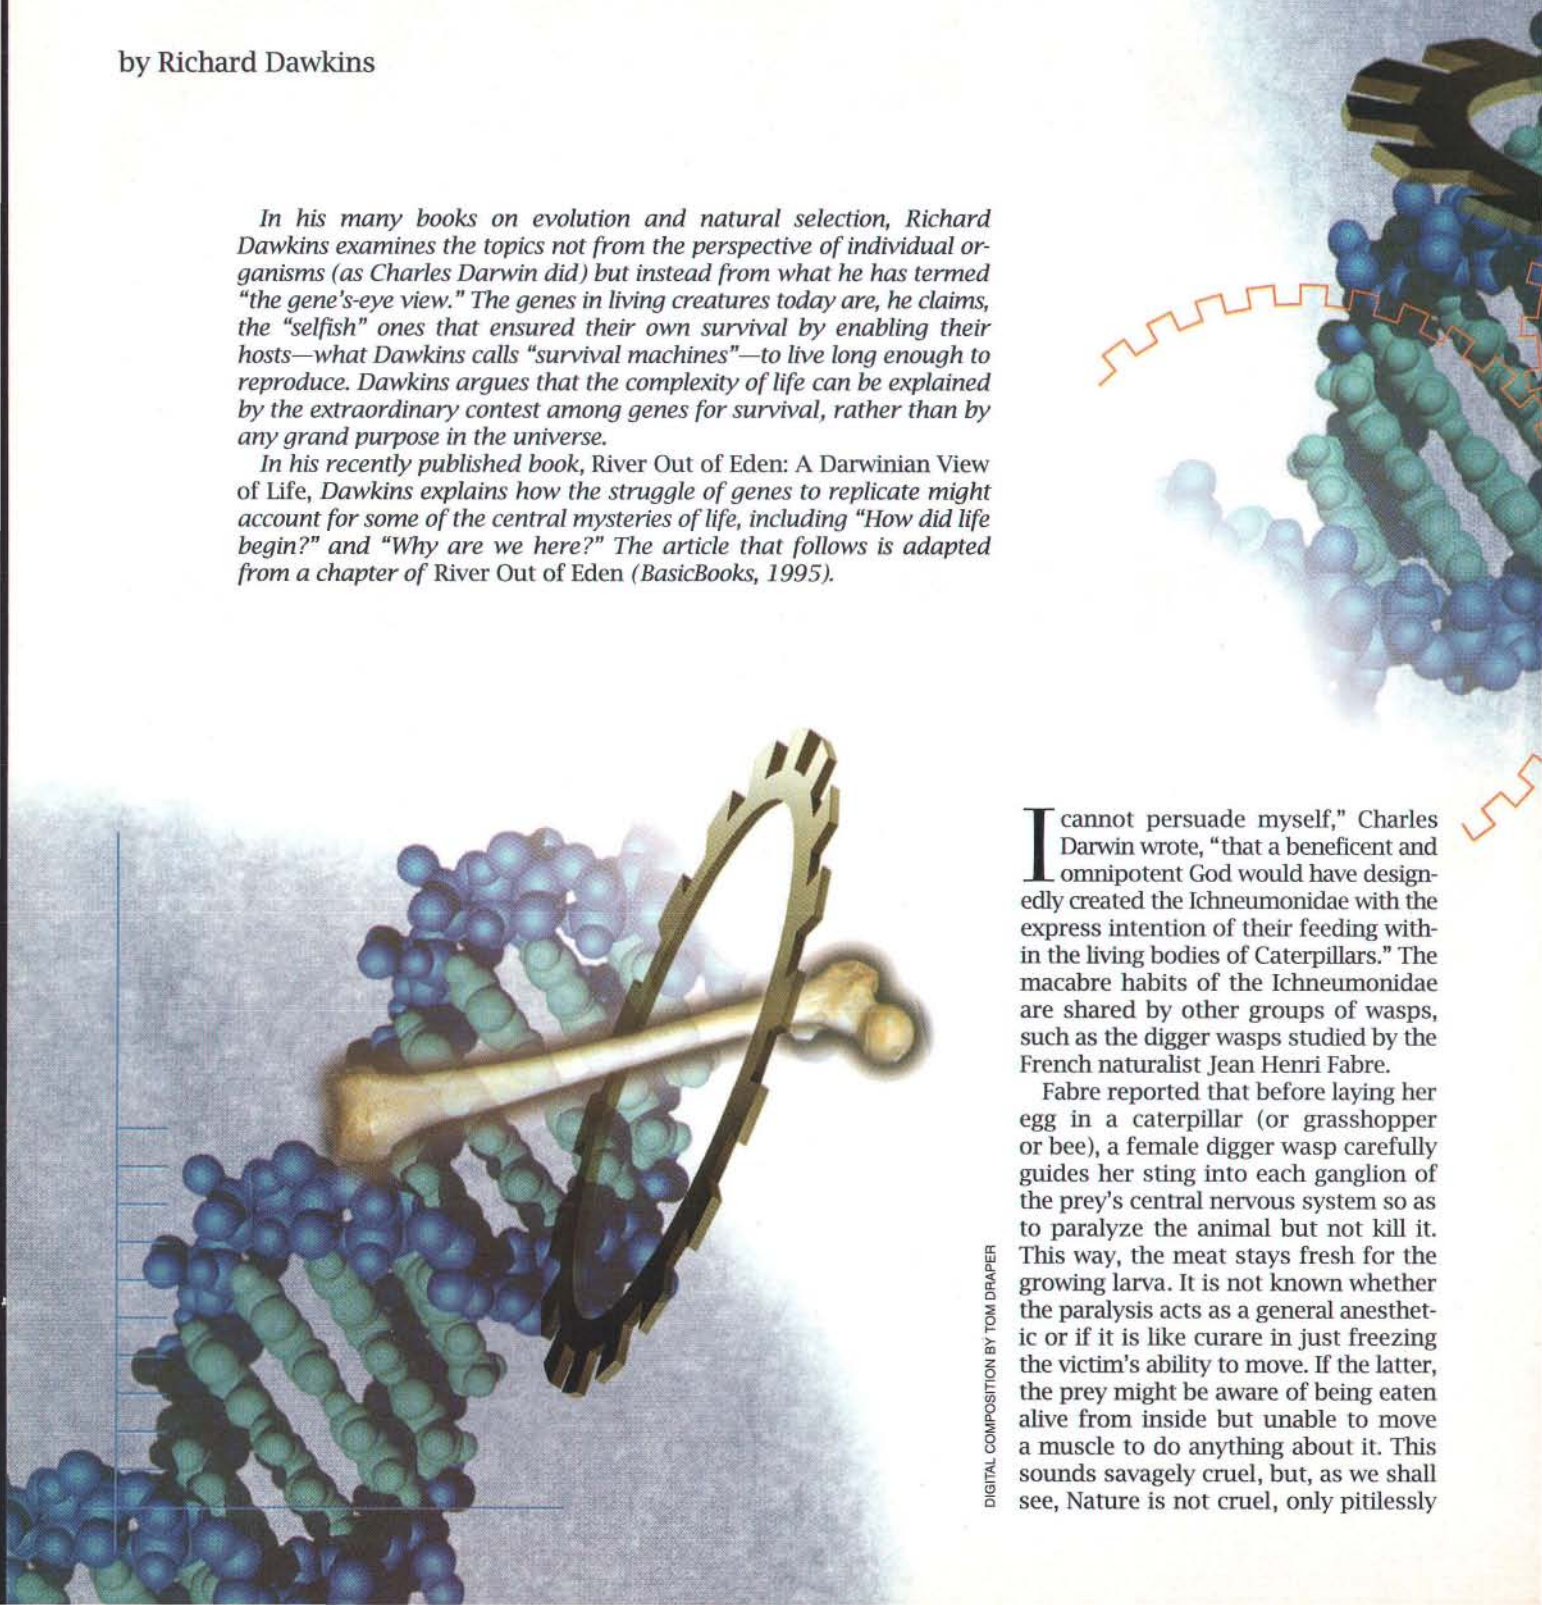 by Richard Dawkins
In his many books on evolution and natural selection, Richard
Dawkins examines the topics not from the perspective of individual or-
ganisms (as Charles Darwin did) but instead from what he has termed
“the gene's-eye view.” The genes in living creatures today are, he claims,
the “selfish” ones that ensured their own survival by enabling their
hosts—what Dawkins calls “survival machines”—to live long enough to
reproduce. Dawkins argues that the complexity of life can be explained
by the extraordinary contest among genes for survival, rather than by
any grand purpose in the universe.
In his recently published book, River Out of Eden: A Darwinian View
of Life, Dawkins explains how the struggle of genes to replicate might
account for some of the central mysteries of life, including “How did life
begin?” and “Why are we here?” The article that follows is adapted
from a chapter of River Out of Eden (BasicBooks, 1995).
I cannot persuade myself,” Charles
Darwin wrote, “that a beneficent and
omnipotent God would have design-
edly created the Ichneumonidae with the
express intention of their feeding with-
in the living bodies of Caterpillars.” The
macabre habits of the Ichneumonidae
are shared by other groups of wasps,
such as the digger wasps studied by the
French naturalist Jean Henri Fabre.
Fabre reported that before laying her
egg in a caterpillar (or grasshopper
or bee), a female digger wasp carefully
guides her sting into each ganglion of
the prey's central nervous system so as
to paralyze the animal but not kill it.
This way, the meat stays fresh for the
growing larva. It is not known whether
the paralysis acts as a general anesthet-
ic or if it is like curare in just freezing
the victim's ability to move. If the latter,
the prey might be aware of being eaten
alive from inside but unable to move
a muscle to do anything about it. This
sounds savagely cruel, but, as we shall
see, Nature is not cruel, only pitilessly
DIGITAL COMPOSITION BY TOM DRAPER